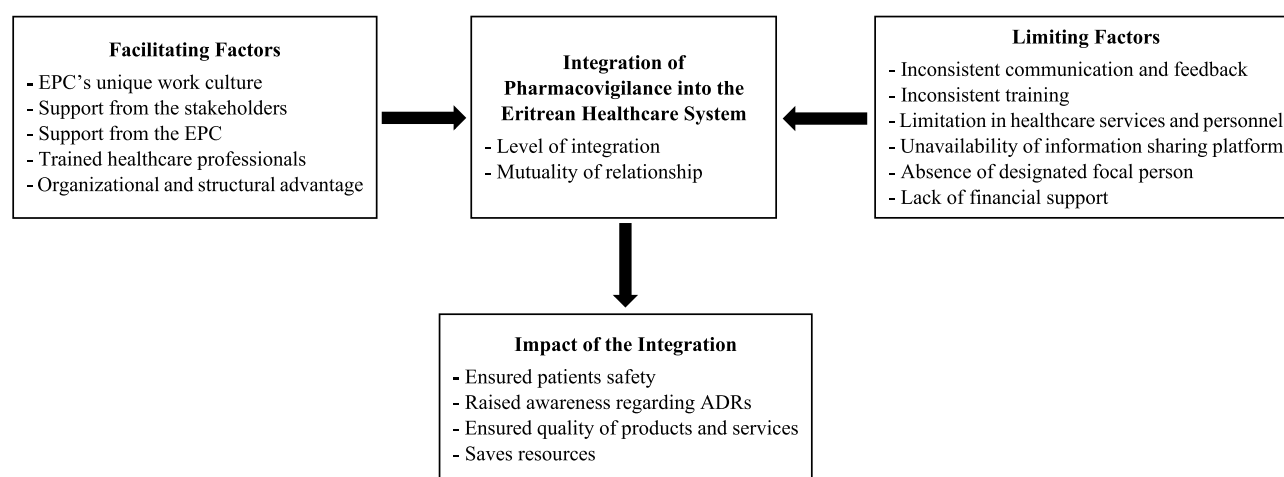 Facilitating Factors
- EPC's unique work culture
- Support from the stakeholders
- Support from the EPC
- Trained healthcare professionals
- Organizational and structural advantage
Integration of
Pharmacovigilance into the
Eritrean Healthcare System
- Level of integration
- Mutuality of relationship
Limiting Factors
- Inconsistent communication and feedback
- Inconsistent training
- Limitation in healthcare services and personnel
- Unavailability of information sharing platform
- Absence of designated focal person
- Lack of financial support
Impact of the Integration
- Ensured patients safety
- Raised awareness regarding ADRs
- Ensured quality of products and services
- Saves resources